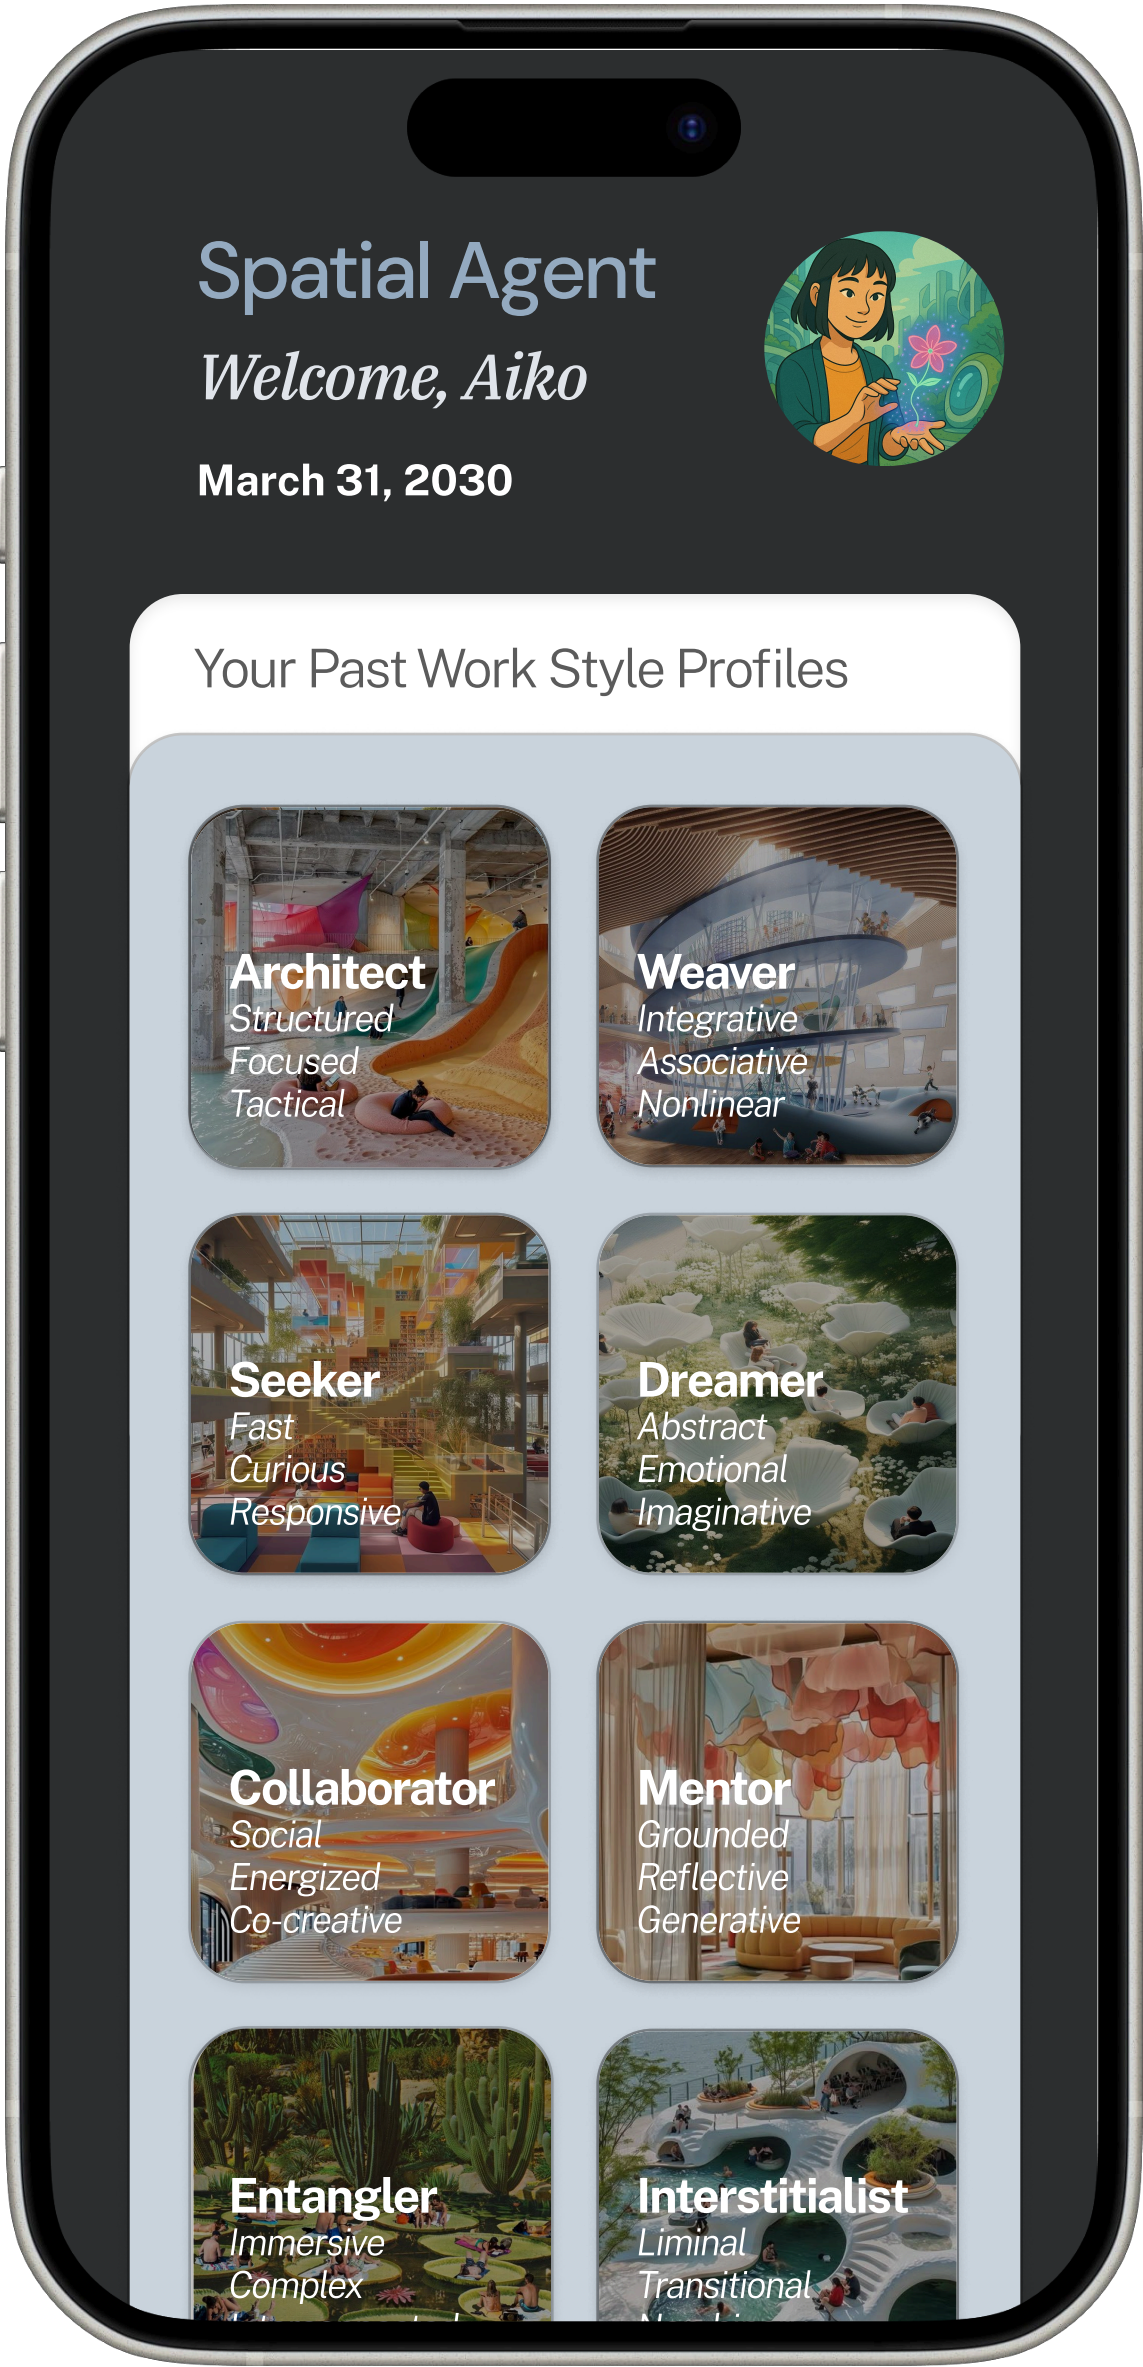 Spatial Agent
Welcome, Aiko
March 31, 2030
Your Past Work Style Profiles
Architect
Structured
Focused
Tactical
Weaver
Integrative
Associative
Nonlinear
Seeker
Fast
Curious
Responsive
Dreamer
Abstract
Emotional
Imaginative
Collaborator
Social
Energized
Co-creative
Mentor
Grounded
Reflective
Generative
Entangler
Immersive
Complex
Interstitialist
Liminal
Transitional